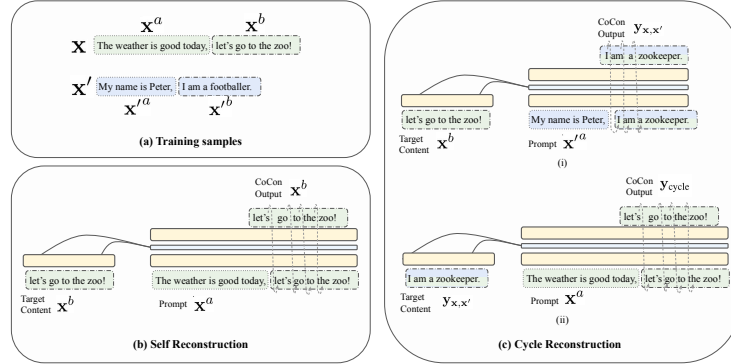 x^a x^b
x The weather is good today, let's go to the zoo!
x′ My name is Peter, I am a footballer.
x′^a x′^b
(a) Training samples
CoCon
Output x^b
let's go to the zoo!
let's go to the zoo! The weather is good today, let's go to the zoo!
Target
Content x^b Prompt x^a
(b) Self Reconstruction
CoCon
Output y_{x,x′}
I am a zookeeper.
let's go to the zoo! My name is Peter, I am a zookeeper.
Target
Content x^b Prompt x′^a
(i)
CoCon
Output y_cycle
let's go to the zoo!
I am a zookeeper. The weather is good today, let's go to the zoo!
Target
Content y_{x,x′} Prompt x^a
(ii)
(c) Cycle Reconstruction